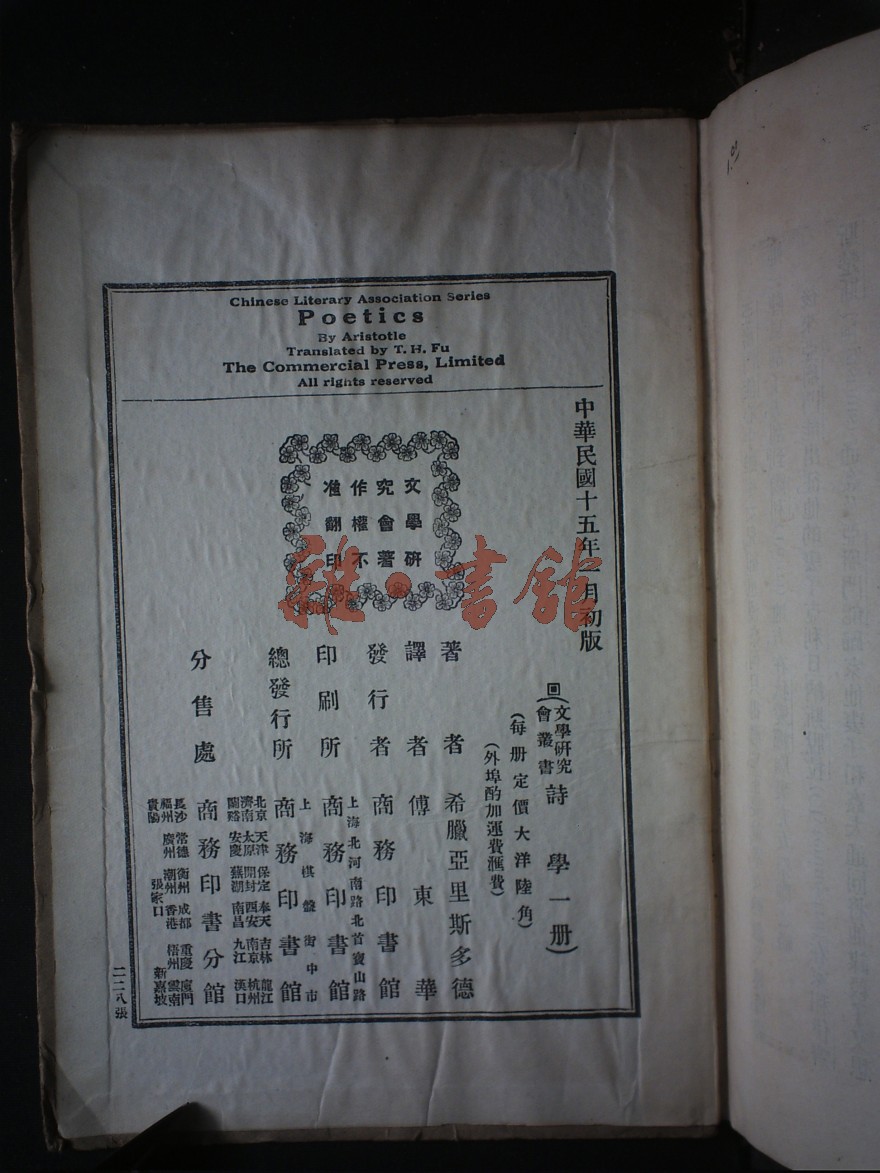 Chinese Literary Association Series
Poetics
By Aristotle
Translated by T. H. Fu
The Commercial Press, Limited
All rights reserved
中華民國十五年一月初版
文學研究會叢書
詩學一册
(每册定價大洋陸角)
(外埠酌加運費滙費)
文學研
究會著
作權不
准翻印
著者 希臘亞里斯多德
譯者 傅東華
發行者 商務印書館
印刷所 上海北河南路北首寶山路 商務印書館
總發行所 上海棋盤街中市 商務印書館
分售處 商務印書分館
北京 天津 保定 奉天 吉林 龍江
濟南 太原 開封 西安 南京 杭州
蘭谿 安慶 蕪湖 南昌 九江 漢口
長沙 常德 衡州 成都 重慶 廈門
福州 廣州 潮州 香港 梧州 雲南
貴陽 張家口 新嘉坡
二二八張
雜·書館